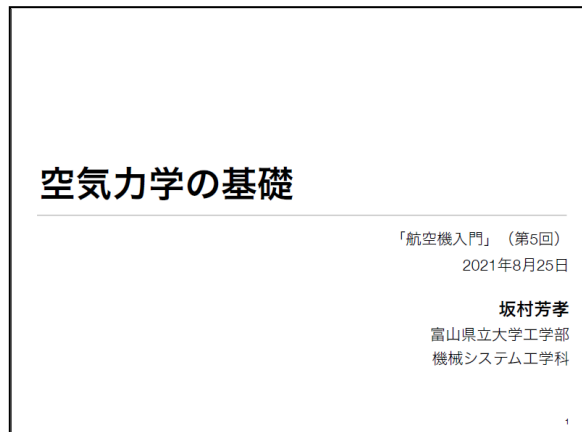 空気力学の基礎
「航空機入門」（第5回）
2021年8月25日
坂村芳孝
富山県立大学工学部
機械システム工学科
1